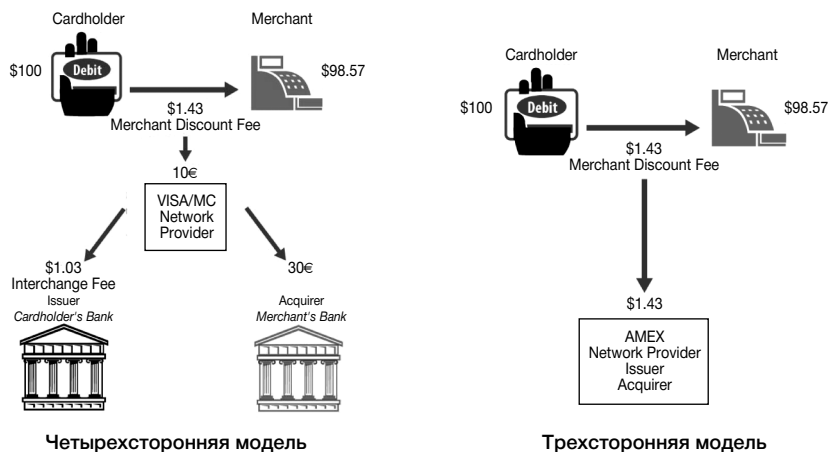 Cardholder
Merchant
$100
Debit
$98.57
$1.43
Merchant Discount Fee
10€
VISA/MC
Network
Provider
$1.03
Interchange Fee
Issuer
Cardholder's Bank
30€
Acquirer
Merchant's Bank
Четырехсторонняя модель
Cardholder
Merchant
$100
Debit
$98.57
$1.43
Merchant Discount Fee
$1.43
AMEX
Network Provider
Issuer
Acquirer
Трехсторонняя модель